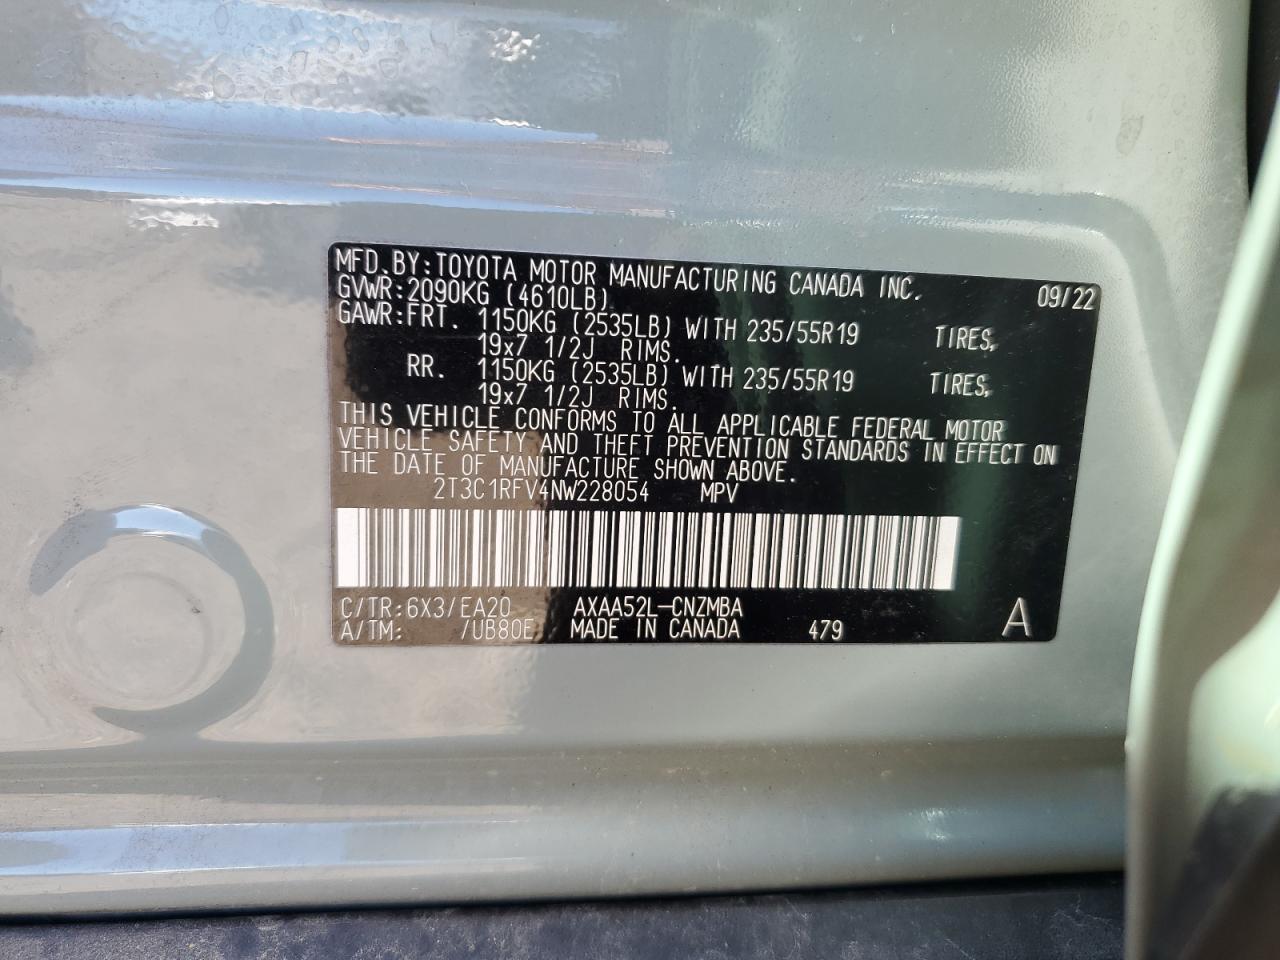 MFD.BY:TOYOTA MOTOR MANUFACTURING CANADA INC.
GVWR:2090KG (4610LB) 09/22
GAWR:FRT. 1150KG (2535LB) WITH 235/55R19 TIRES,
19x7 1/2J RIMS.
RR. 1150KG (2535LB) WITH 235/55R19 TIRES,
19x7 1/2J RIMS.
THIS VEHICLE CONFORMS TO ALL APPLICABLE FEDERAL MOTOR
VEHICLE SAFETY AND THEFT PREVENTION STANDARDS IN EFFECT ON
THE DATE OF MANUFACTURE SHOWN ABOVE.
2T3C1RFV4NW228054 MPV
C/TR:6X3/EA20 AXAA52L-CNZMBA
A/TM: /UB80E MADE IN CANADA 479 A